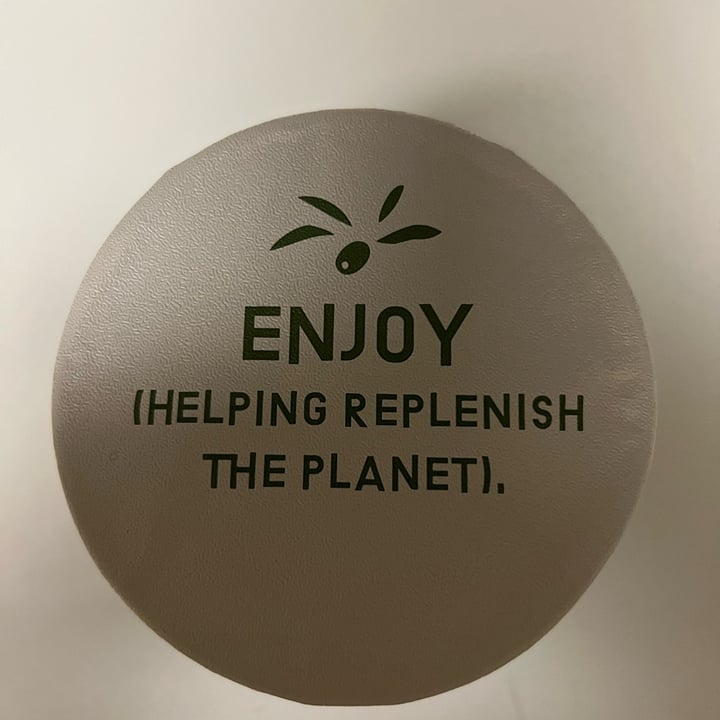 ENJOY
(HELPING REPLENISH
THE PLANET).